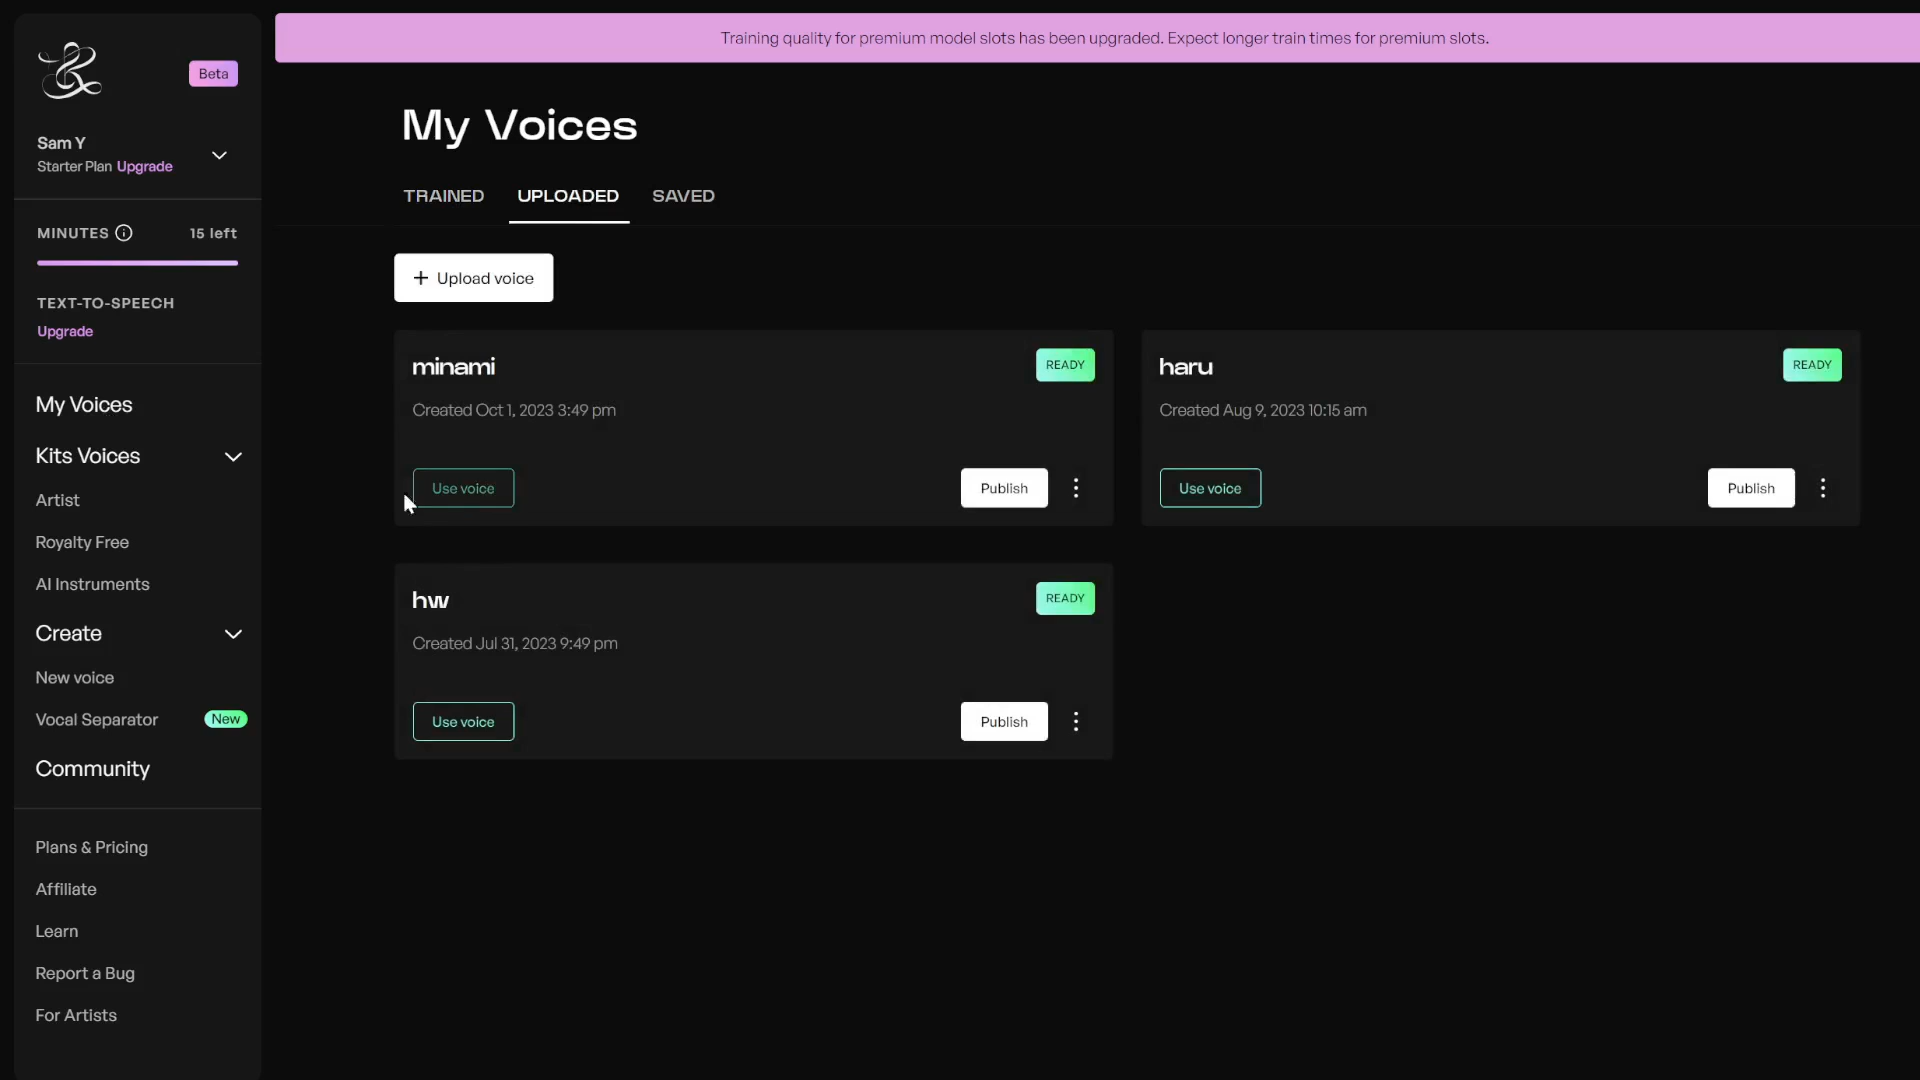 Training quality for premium model slots has been upgraded. Expect longer train times for premium slots.
Beta
Sam Y
Starter Plan Upgrade
MINUTES 15 left
TEXT-TO-SPEECH
Upgrade
My Voices
Kits Voices
Artist
Royalty Free
AI Instruments
Create
New voice
Vocal Separator New
Community
Plans & Pricing
Affiliate
Learn
Report a Bug
For Artists
My Voices
TRAINED UPLOADED SAVED
+ Upload voice
minami READY
Created Oct 1, 2023 3:49 pm
Use voice Publish
haru READY
Created Aug 9, 2023 10:15 am
Use voice Publish
hw READY
Created Jul 31, 2023 9:49 pm
Use voice Publish